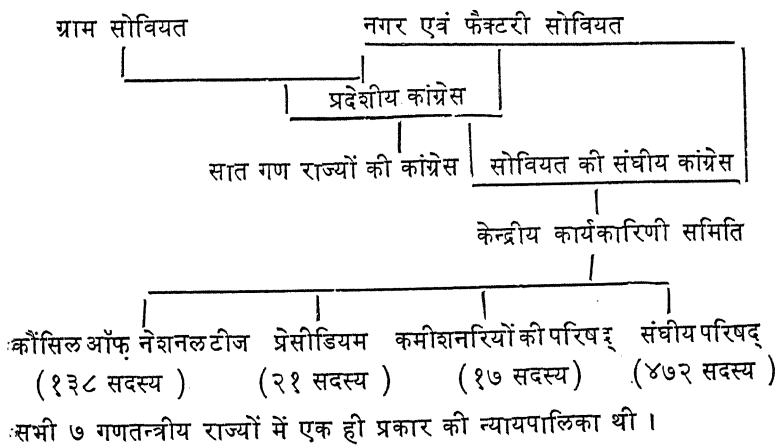 ग्राम सोवियत नगर एवं फैक्टरी सोवियत
प्रदेशीय कांग्रेस
सात गण राज्यों की कांग्रेस सोवियत की संघीय कांग्रेस
केन्द्रीय कार्यकारिणी समिति
कौंसिल ऑफ़ नेशनलटीज प्रेसीडियम कमीशनरियों की परिषद् संघीय परिषद्
(१३८ सदस्य ) (२१ सदस्य ) (१७ सदस्य) (४७२ सदस्य )
सभी ७ गणतन्त्रीय राज्यों में एक ही प्रकार की न्यायपालिका थी ।